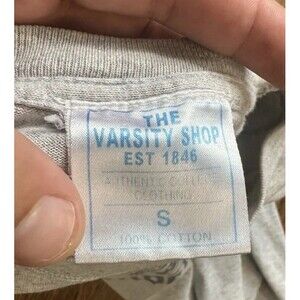 THE
VARSITY SHOP
EST 1846
AUTHENTIC COLLEGE
CLOTHING
S
100% COTTON